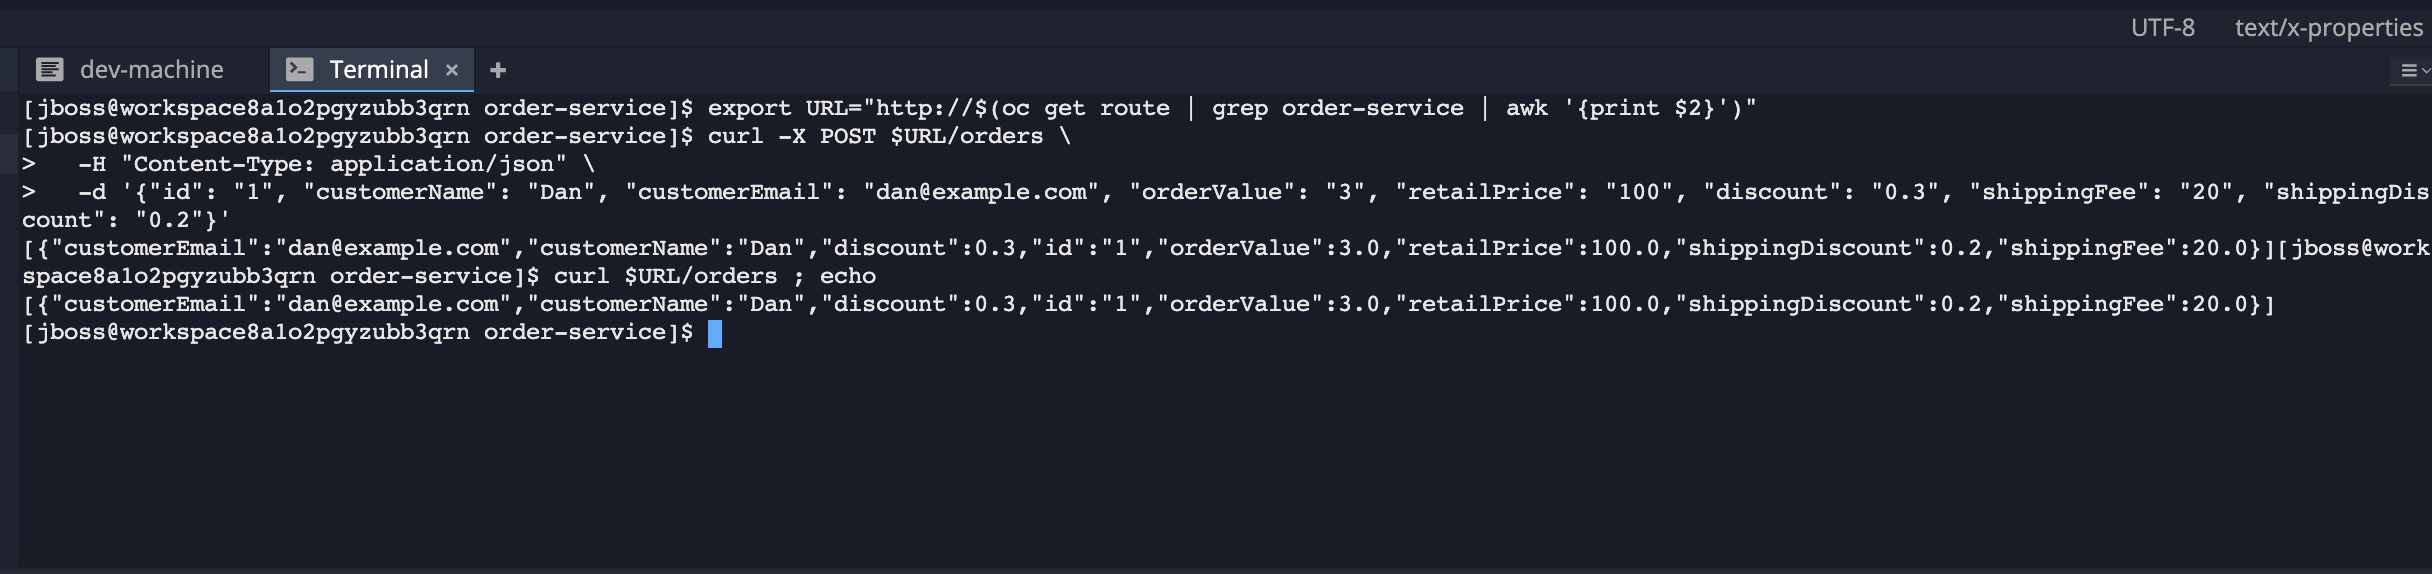 UTF-8 text/x-properties
dev-machine Terminal × +
[jboss@workspace8a1o2pgyzubb3qrn order-service]$ export URL="http://$(oc get route | grep order-service | awk '{print $2}')"
[jboss@workspace8a1o2pgyzubb3qrn order-service]$ curl -X POST $URL/orders \
>   -H "Content-Type: application/json" \
>   -d '{"id": "1", "customerName": "Dan", "customerEmail": "dan@example.com", "orderValue": "3", "retailPrice": "100", "discount": "0.3", "shippingFee": "20", "shippingDis
count": "0.2"}'
[{"customerEmail":"dan@example.com","customerName":"Dan","discount":0.3,"id":"1","orderValue":3.0,"retailPrice":100.0,"shippingDiscount":0.2,"shippingFee":20.0}][jboss@work
space8a1o2pgyzubb3qrn order-service]$ curl $URL/orders ; echo
[{"customerEmail":"dan@example.com","customerName":"Dan","discount":0.3,"id":"1","orderValue":3.0,"retailPrice":100.0,"shippingDiscount":0.2,"shippingFee":20.0}]
[jboss@workspace8a1o2pgyzubb3qrn order-service]$